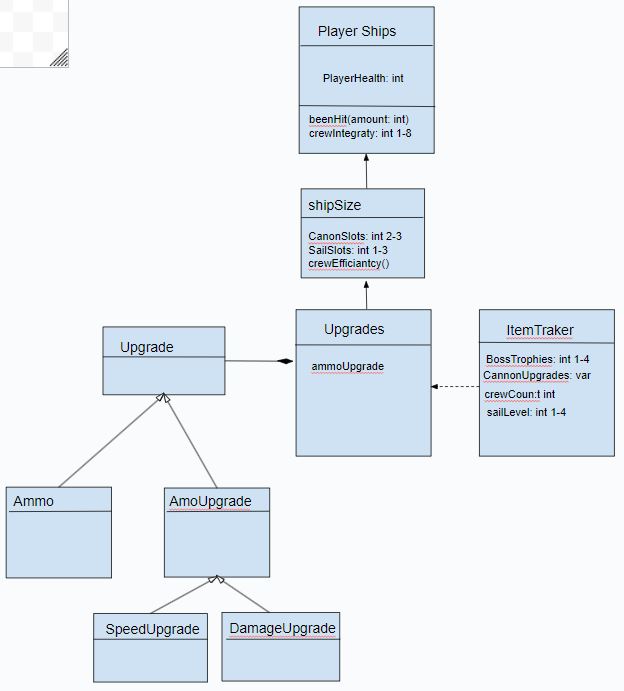 Player Ships
PlayerHealth: int
beenHit(amount: int)
crewIntegraty: int 1-8
shipSize
CanonSlots: int 2-3
SailSlots: int 1-3
crewEfficiantcy()
Upgrade
Upgrades
ammoUpgrade
ItemTraker
BossTrophies: int 1-4
CannonUpgrades: var
crewCoun:t int
sailLevel: int 1-4
Ammo
AmoUpgrade
SpeedUpgrade
DamageUpgrade